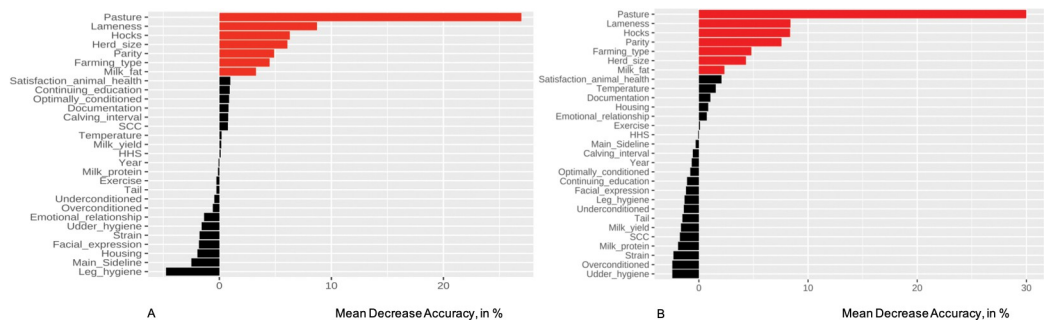 Pasture
Lameness
Hocks
Herd_size
Parity
Farming_type
Milk_fat
Satisfaction_animal_health
Continuing_education
Optimally_conditioned
Documentation
Calving_interval
SCC
Temperature
Milk_yield
HHS
Year
Milk_protein
Exercise
Tail
Underconditioned
Overconditioned
Emotional_relationship
Udder_hygiene
Strain
Facial_expression
Housing
Main_Sideline
Leg_hygiene
0 10 20
A Mean Decrease Accuracy, in %
Pasture
Lameness
Hocks
Parity
Farming_type
Herd_size
Milk_fat
Satisfaction_animal_health
Temperature
Documentation
Housing
Emotional_relationship
Exercise
HHS
Main_Sideline
Calving_interval
Year
Optimally_conditioned
Continuing_education
Facial_expression
Leg_hygiene
Underconditioned
Tail
Milk_yield
SCC
Milk_protein
Strain
Overconditioned
Udder_hygiene
0 10 20 30
B Mean Decrease Accuracy, in %